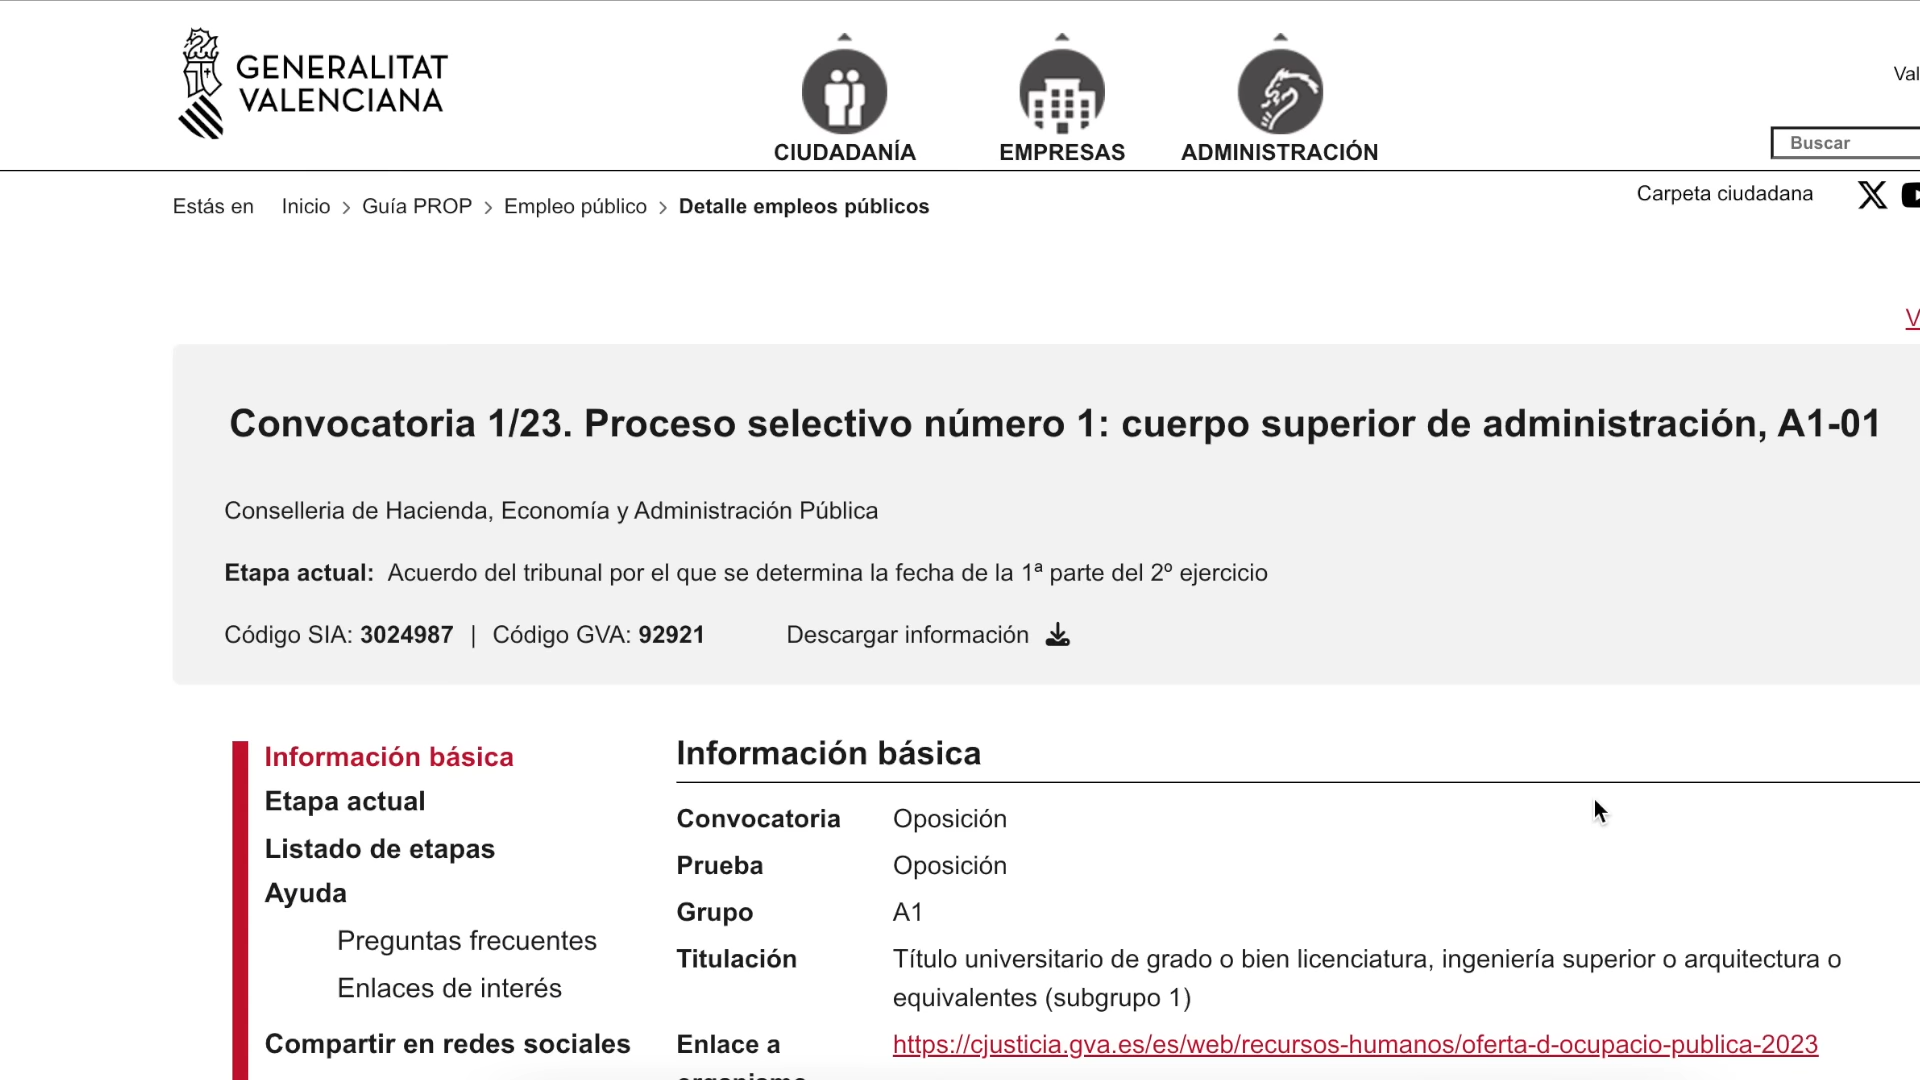 GENERALITAT
VALENCIANA
CIUDADANÍA
EMPRESAS
ADMINISTRACIÓN
Val
Buscar
Estás en Inicio > Guía PROP > Empleo público > Detalle empleos públicos
Carpeta ciudadana
V
Convocatoria 1/23. Proceso selectivo número 1: cuerpo superior de administración, A1-01
Conselleria de Hacienda, Economía y Administración Pública
Etapa actual: Acuerdo del tribunal por el que se determina la fecha de la 1ª parte del 2º ejercicio
Código SIA: 3024987 | Código GVA: 92921 Descargar información
Información básica
Etapa actual
Listado de etapas
Ayuda
Preguntas frecuentes
Enlaces de interés
Compartir en redes sociales
Información básica
Convocatoria Oposición
Prueba Oposición
Grupo A1
Titulación Título universitario de grado o bien licenciatura, ingeniería superior o arquitectura o
equivalentes (subgrupo 1)
Enlace a https://cjusticia.gva.es/es/web/recursos-humanos/oferta-d-ocupacio-publica-2023